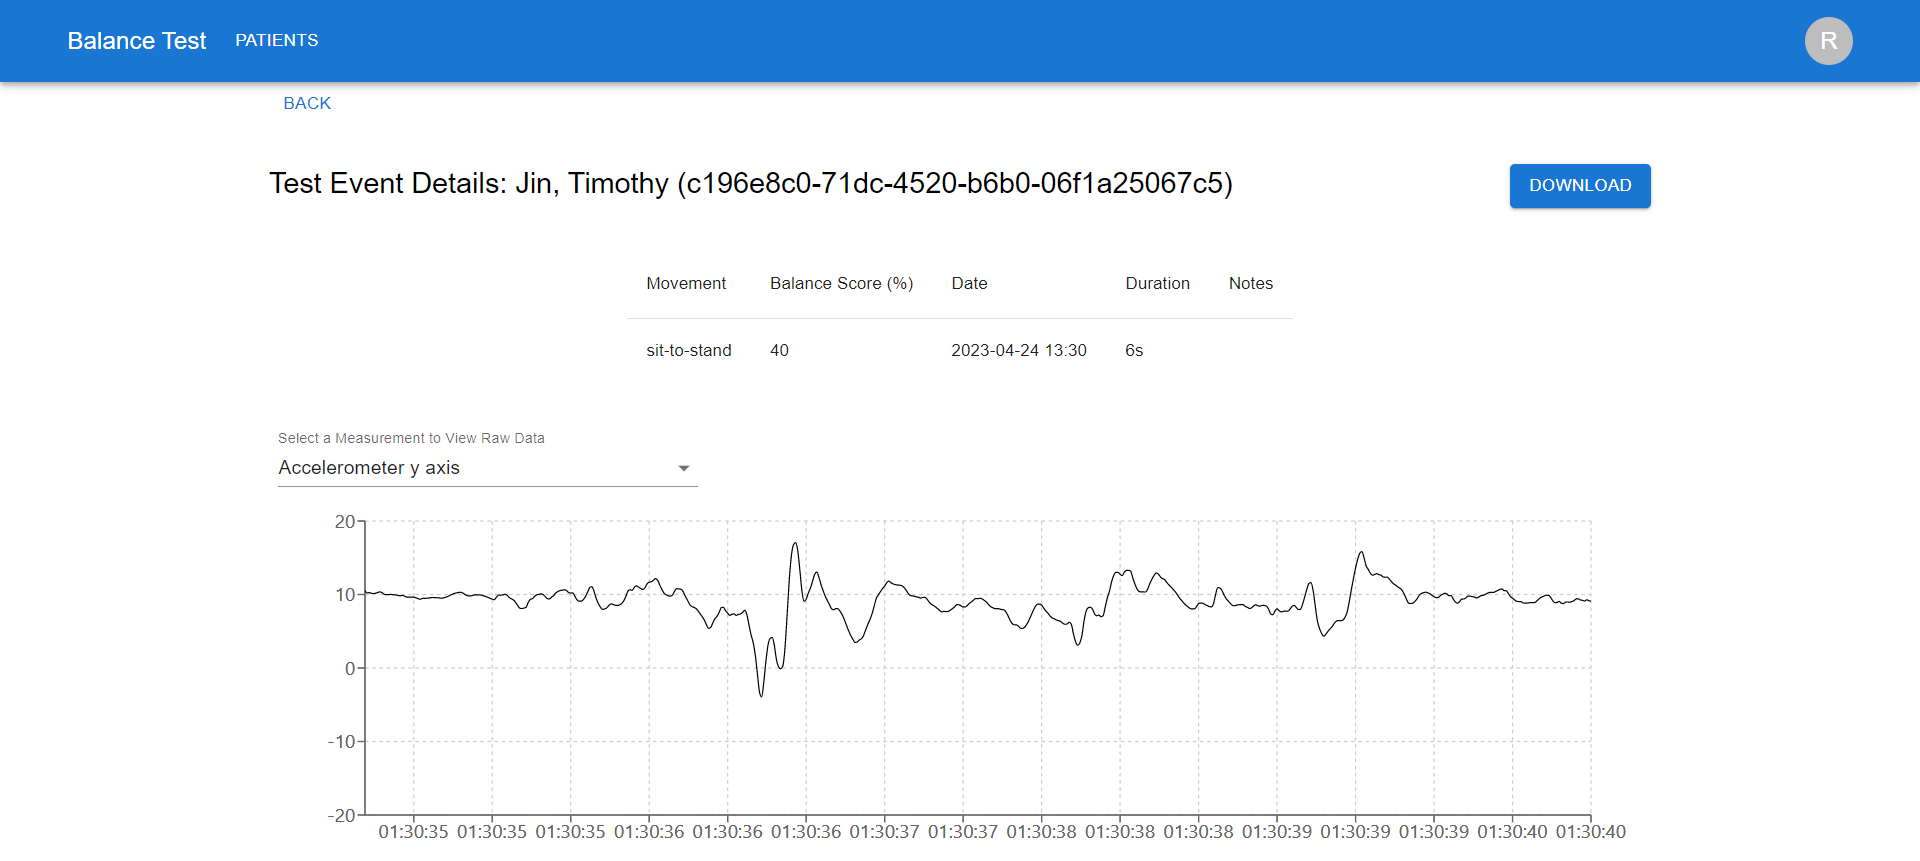 Balance Test PATIENTS R
BACK
Test Event Details: Jin, Timothy (c196e8c0-71dc-4520-b6b0-06f1a25067c5) DOWNLOAD
Movement Balance Score (%) Date Duration Notes
sit-to-stand 40 2023-04-24 13:30 6s
Select a Measurement to View Raw Data
Accelerometer y axis
20
10
0
-10
-20
01:30:35 01:30:35 01:30:35 01:30:36 01:30:36 01:30:36 01:30:37 01:30:37 01:30:38 01:30:38 01:30:38 01:30:39 01:30:39 01:30:39 01:30:40 01:30:40